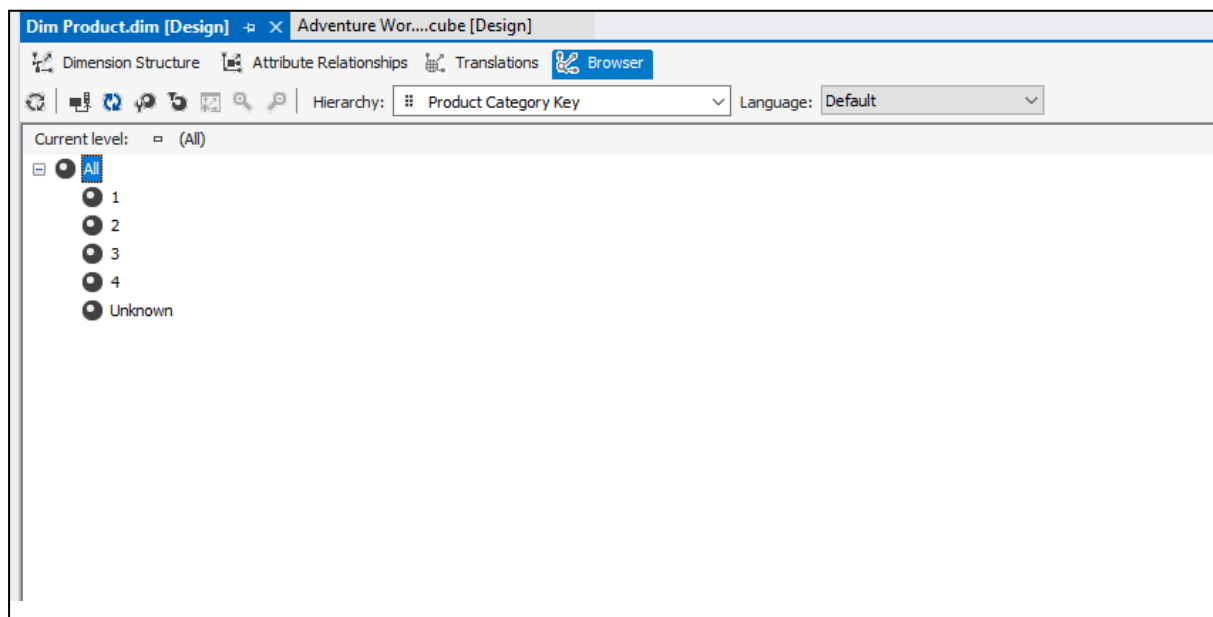 Dim Product.dim [Design] Adventure Wor....cube [Design]
Dimension Structure Attribute Relationships Translations Browser
Hierarchy: Product Category Key Language: Default
Current level: (All)
All
1
2
3
4
Unknown